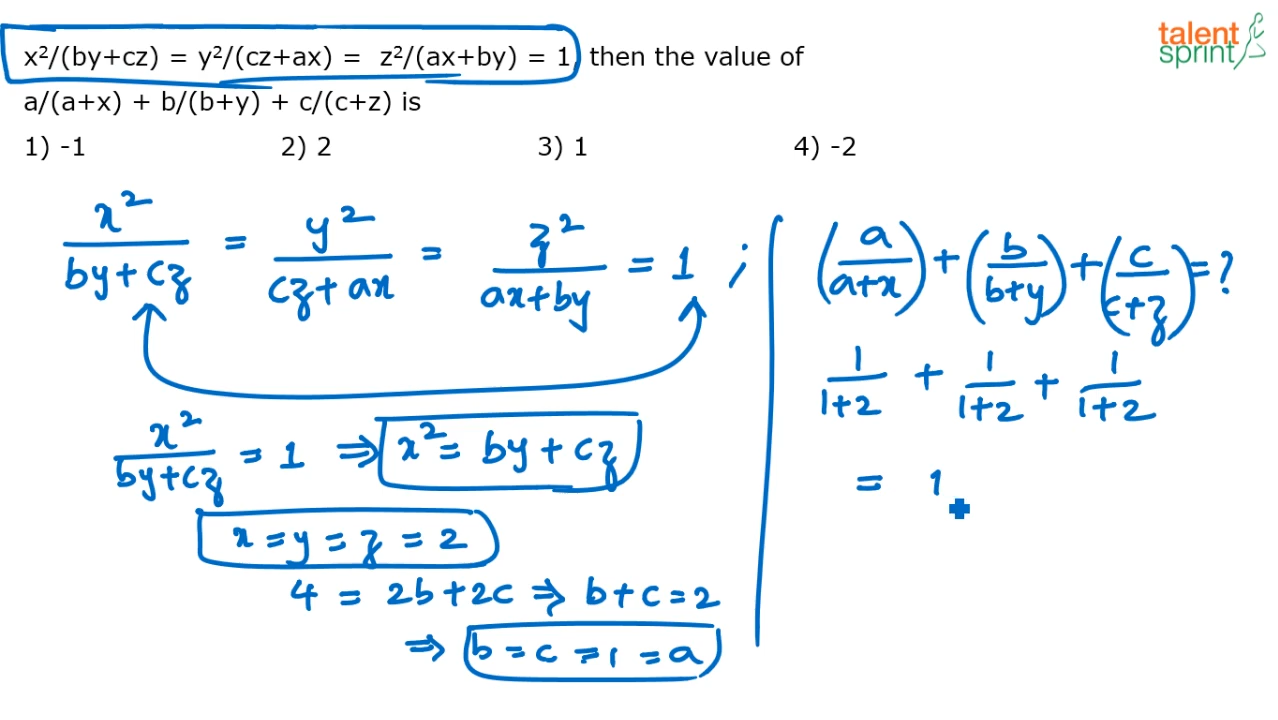 talent
sprint
x²/(by+cz) = y²/(cz+ax) = z²/(ax+by) = 1, then the value of
a/(a+x) + b/(b+y) + c/(c+z) is
1) -1 2) 2 3) 1 4) -2
x²/(by+cz) = y²/(cz+ax) = z²/(ax+by) = 1 ;
x²/(by+cz) = 1 ⇒ x² = by + cz
x = y = z = 2
4 = 2b+2c ⇒ b+c=2
⇒ b = c = 1 = a
(a/(a+x)) + (b/(b+y)) + (c/(c+z)) = ?
1/(1+2) + 1/(1+2) + 1/(1+2)
= 1